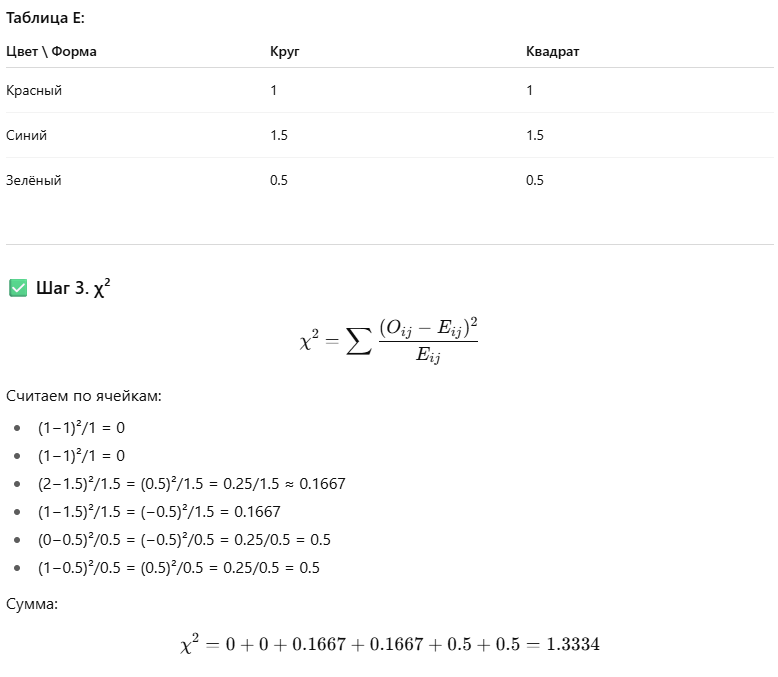 Таблица E:
Цвет \ Форма Круг Квадрат
Красный 1 1
Синий 1.5 1.5
Зелёный 0.5 0.5
✅ Шаг 3. χ²
χ² = ∑ (Oij − Eij)² / Eij
Считаем по ячейкам:
• (1−1)²/1 = 0
• (1−1)²/1 = 0
• (2−1.5)²/1.5 = (0.5)²/1.5 = 0.25/1.5 ≈ 0.1667
• (1−1.5)²/1.5 = (−0.5)²/1.5 = 0.1667
• (0−0.5)²/0.5 = (−0.5)²/0.5 = 0.25/0.5 = 0.5
• (1−0.5)²/0.5 = (0.5)²/0.5 = 0.25/0.5 = 0.5
Сумма:
χ² = 0 + 0 + 0.1667 + 0.1667 + 0.5 + 0.5 = 1.3334